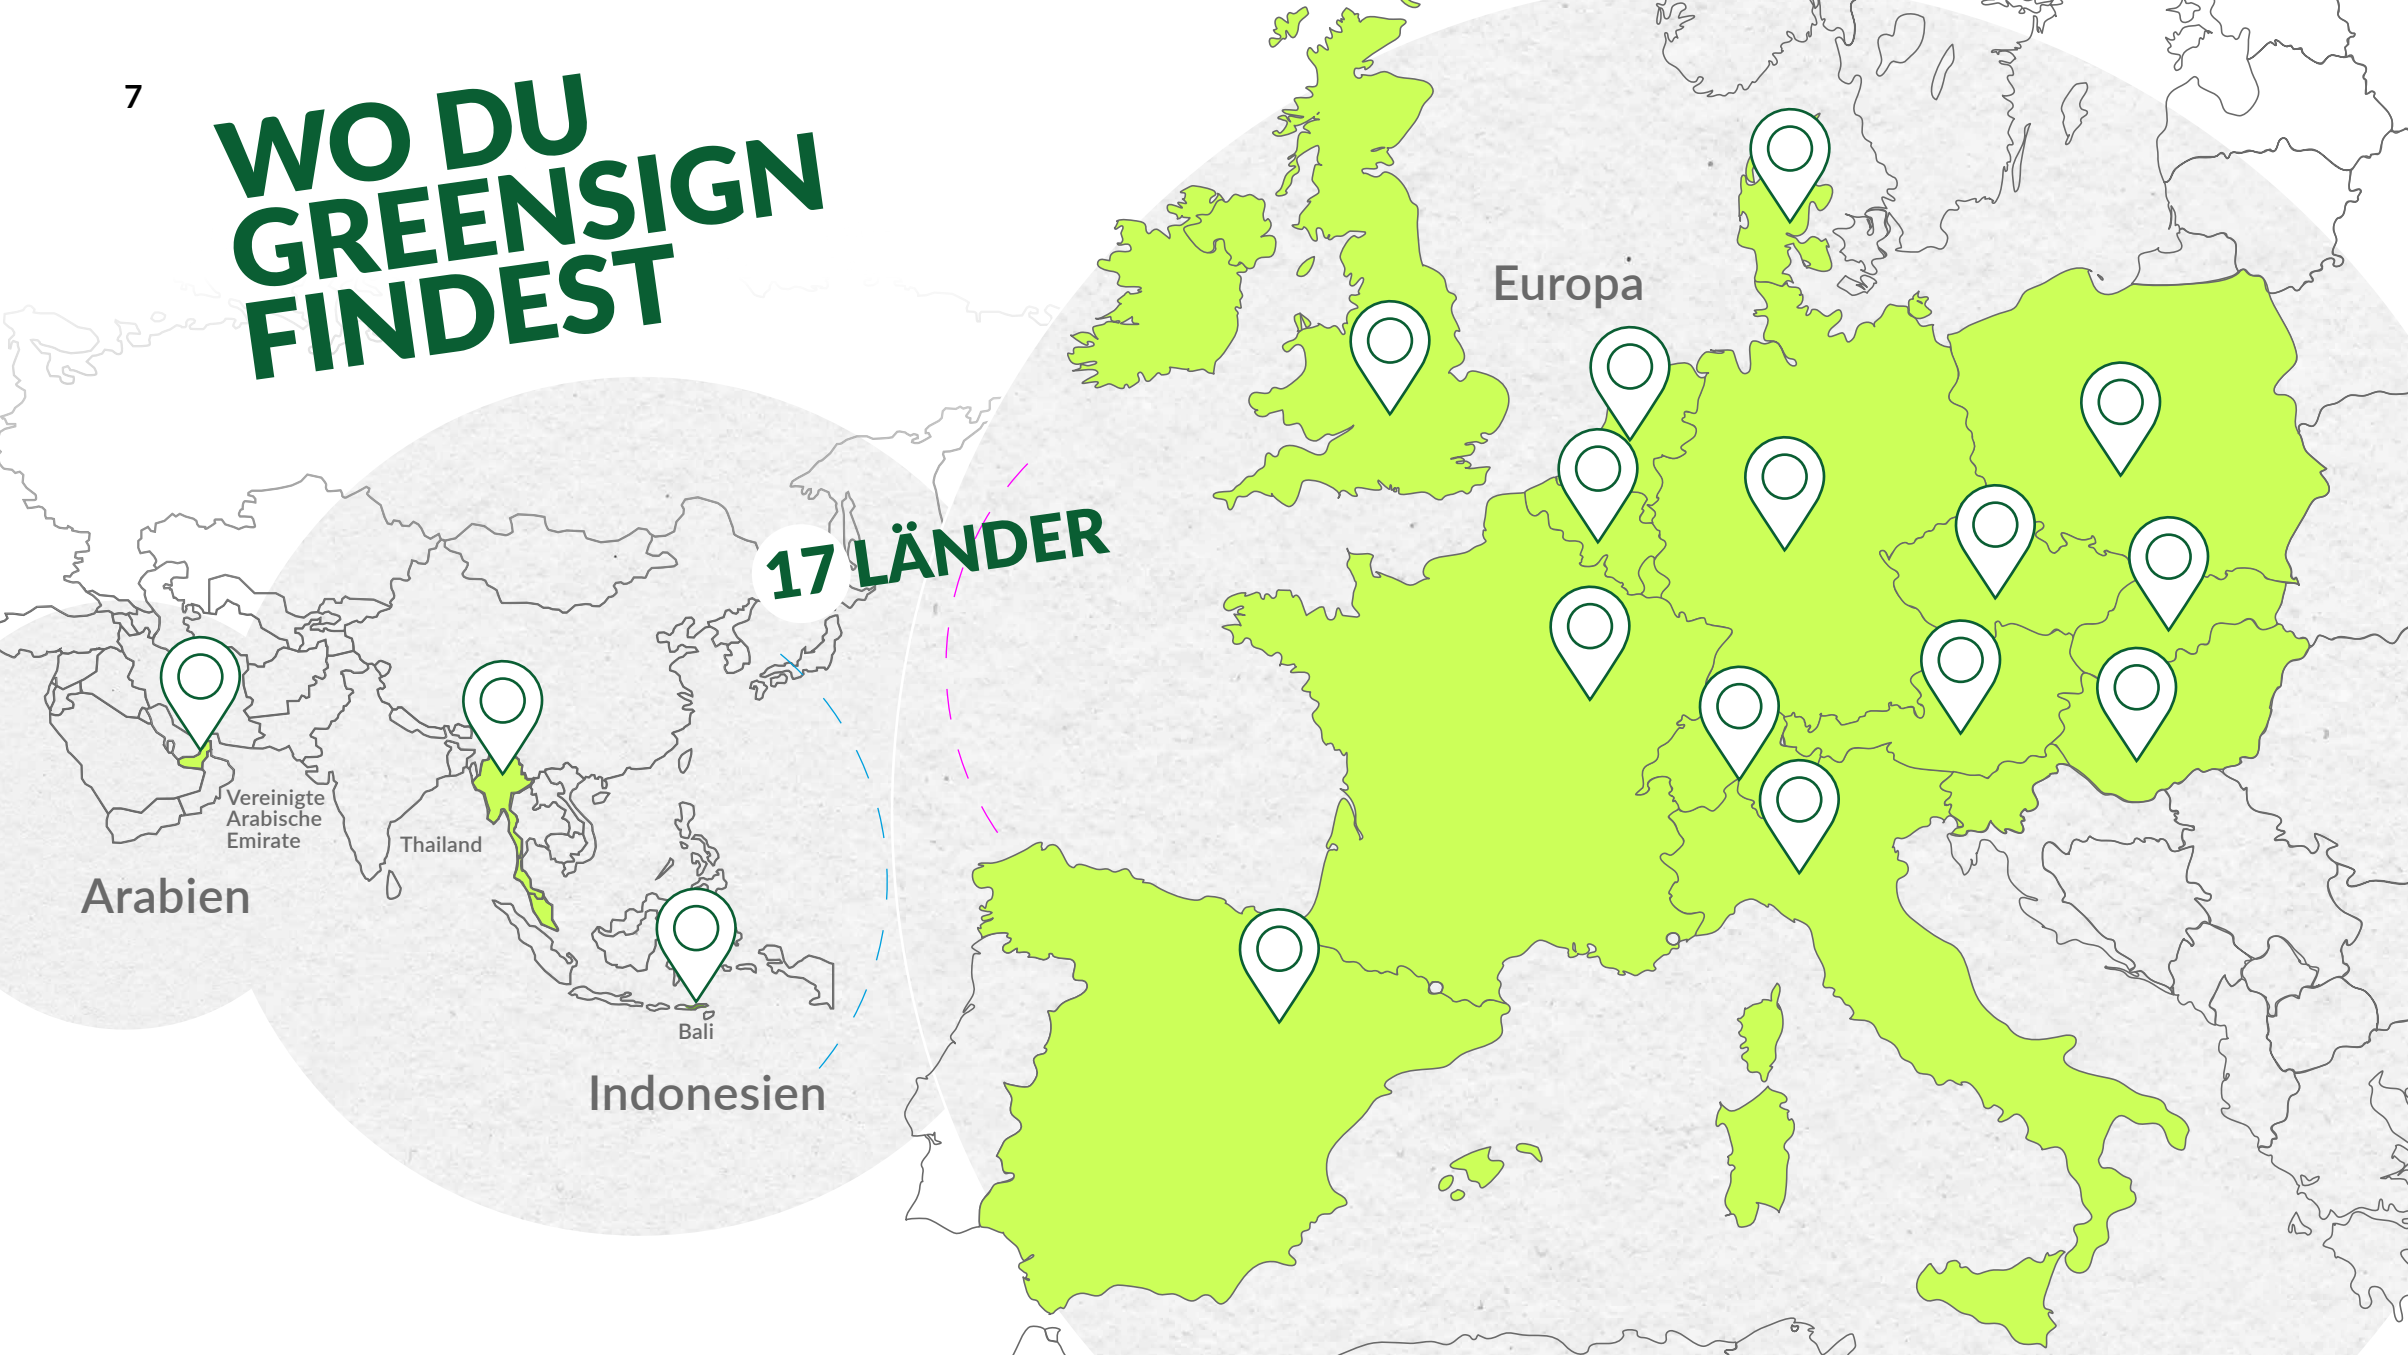 7
WO DU
GREENSIGN
FINDEST
Europa
17 LÄNDER
Vereinigte
Arabische
Emirate
Thailand
Arabien
Bali
Indonesien